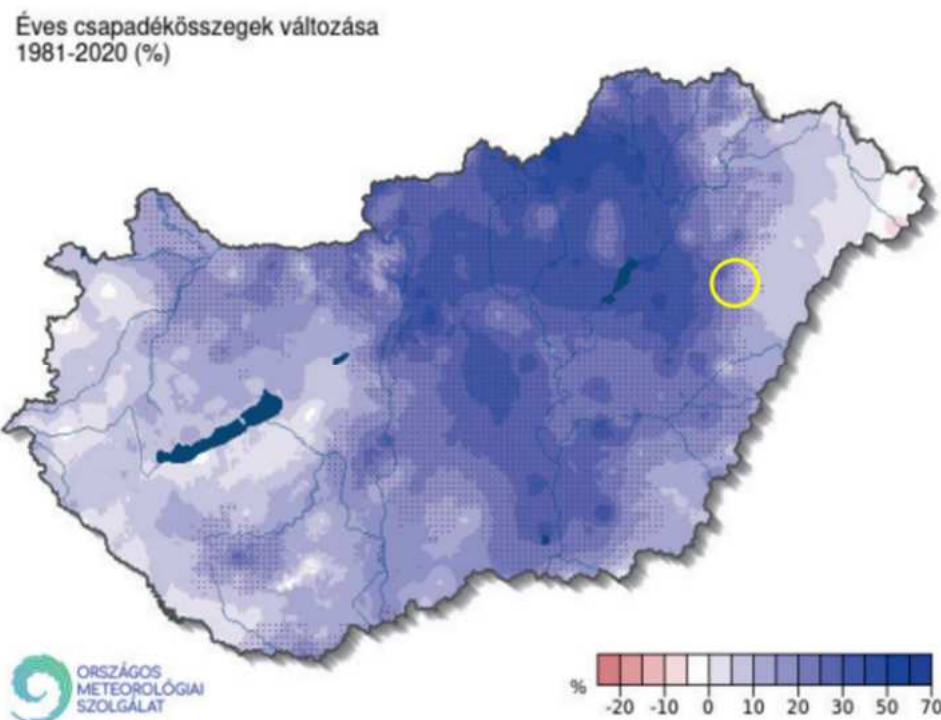 Éves csapadékösszegek változása
1981-2020 (%)
ORSZÁGOS
METEOROLÓGIAI
SZOLGÁLAT
% -20 -10 0 10 20 30 50 70